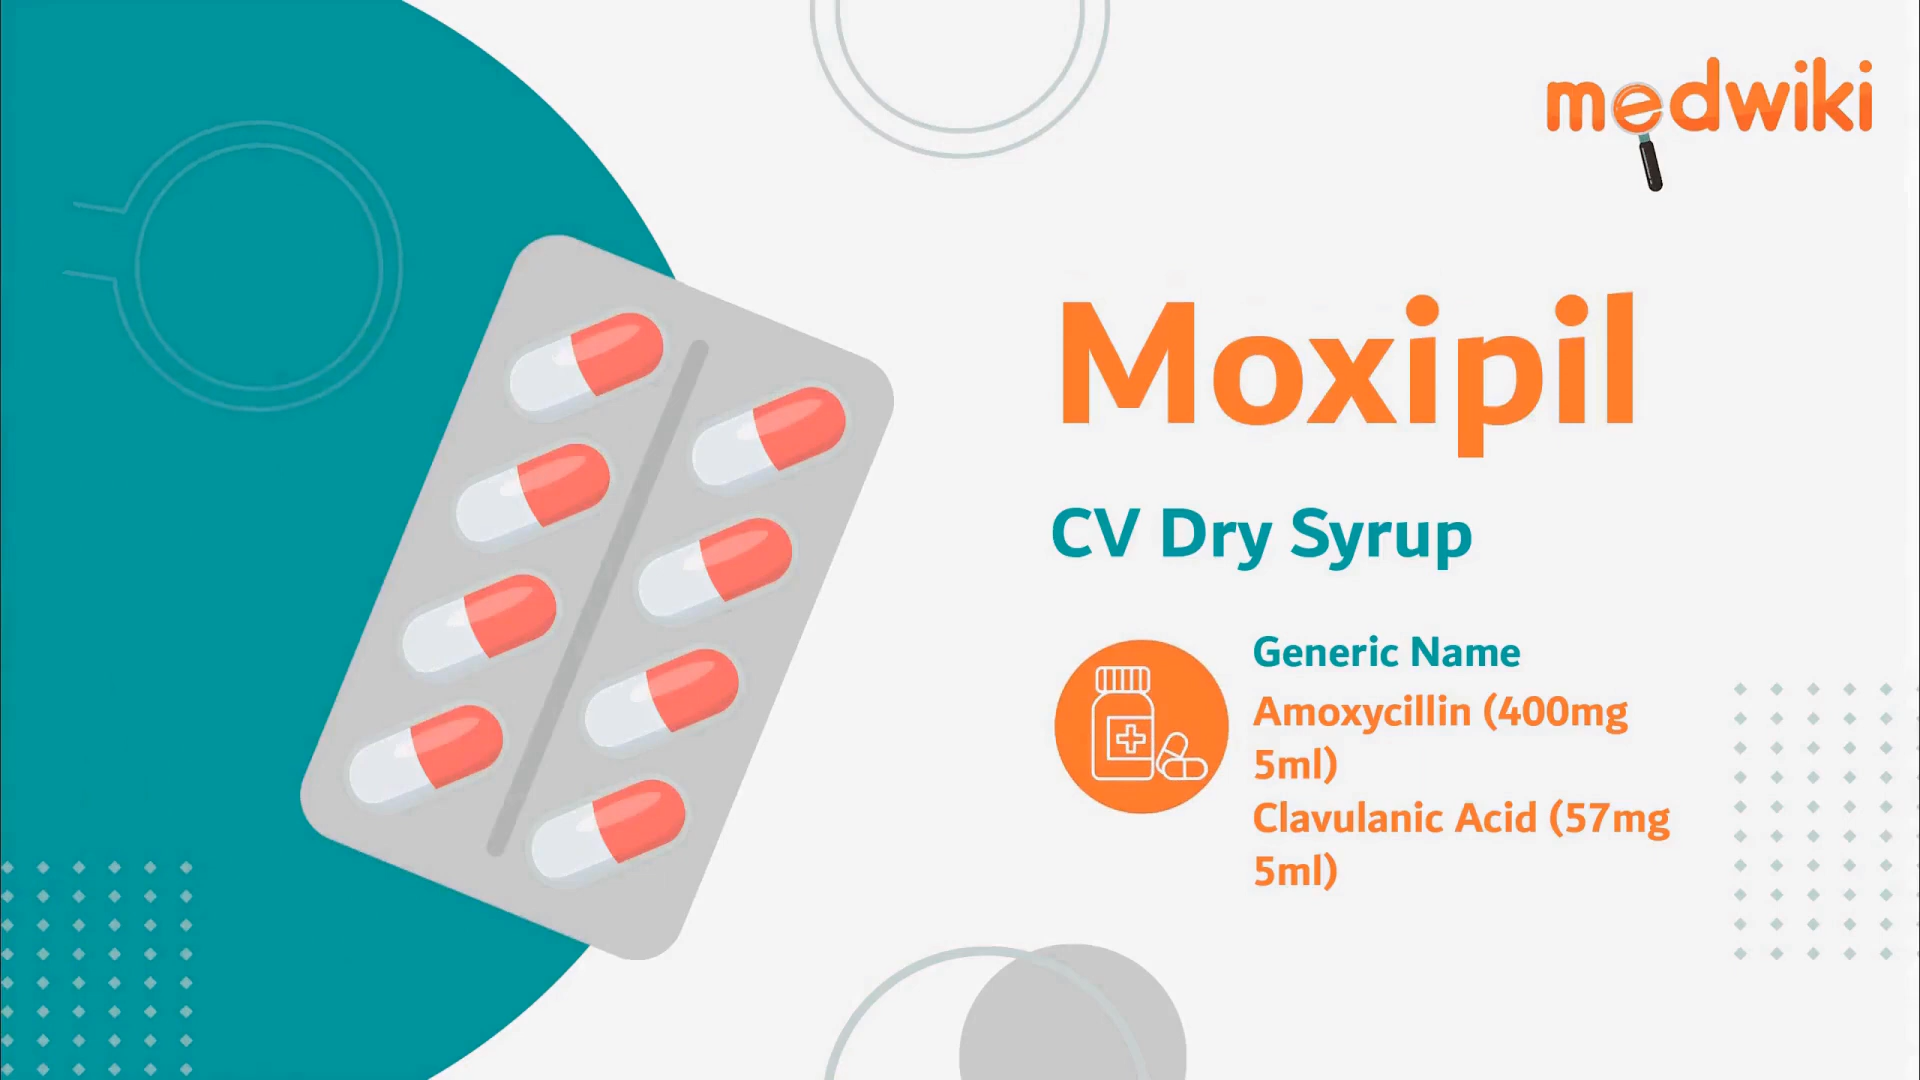 medwiki
Moxipil
CV Dry Syrup
Generic Name
Amoxycillin (400mg
5ml)
Clavulanic Acid (57mg
5ml)